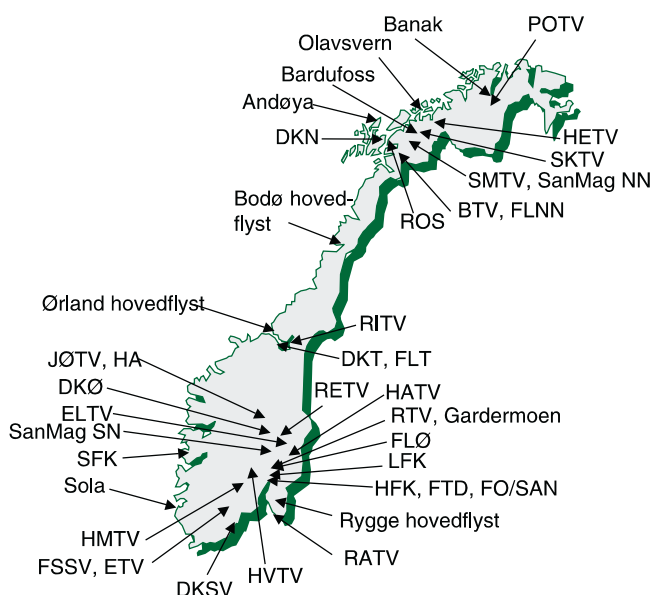 Banak
POTV
Olavsvern
Bardufoss
Andøya
DKN
HETV
SKTV
SMTV, SanMag NN
BTV, FLNN
ROS
Bodø hoved-
flyst
Ørland hovedflyst
RITV
DKT, FLT
JØTV, HA
RETV
DKØ
HATV
ELTV
RTV, Gardermoen
SanMag SN
FLØ
SFK
LFK
Sola
HFK, FTD, FO/SAN
Rygge hovedflyst
HMTV
RATV
FSSV, ETV
HVTV
DKSV